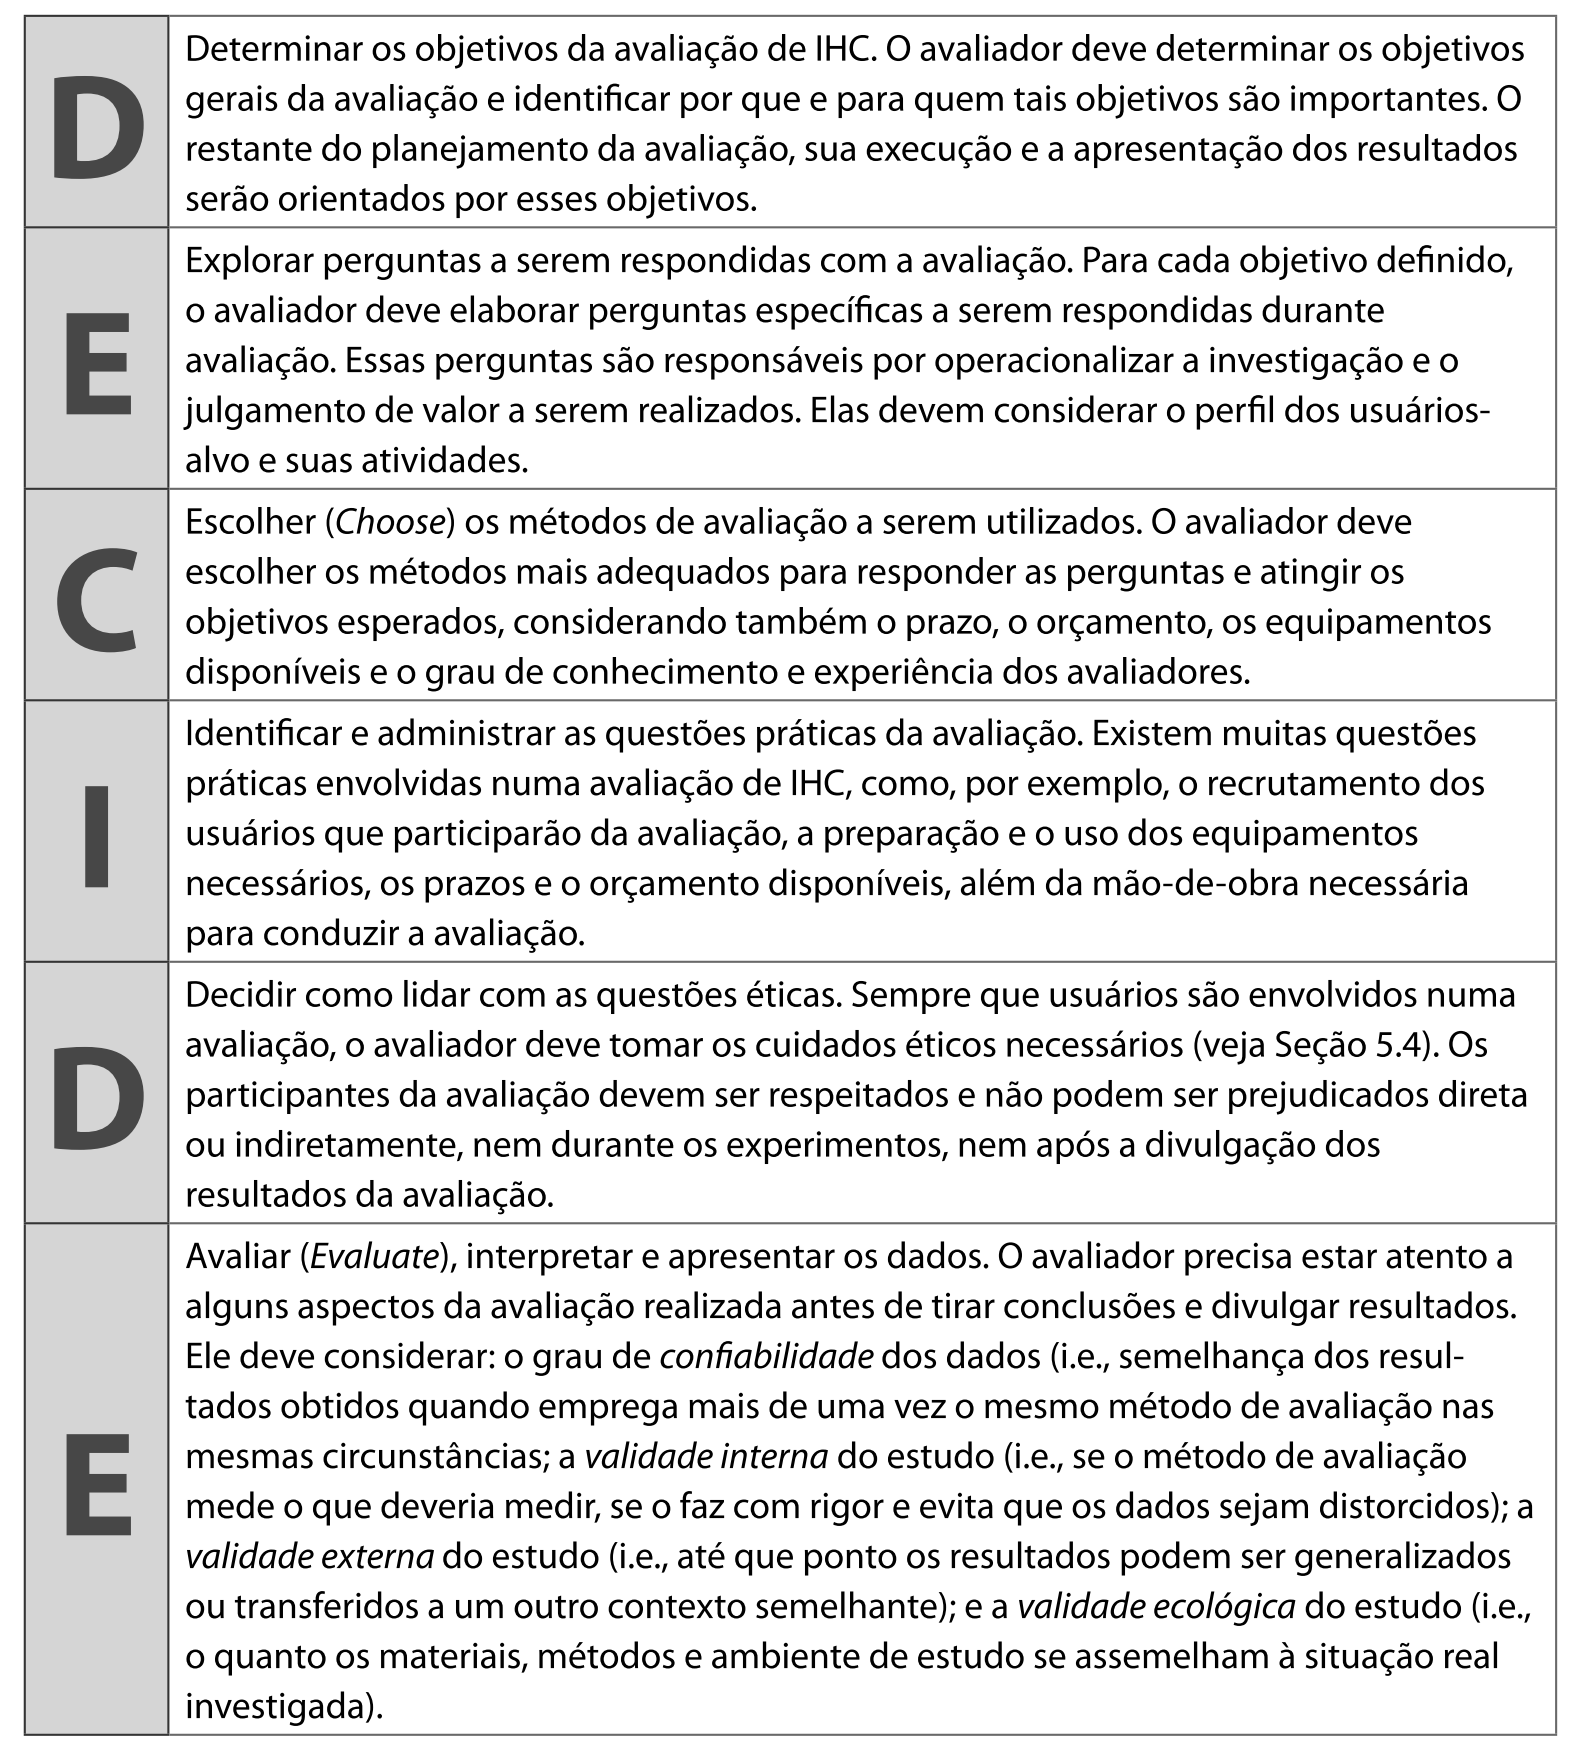 D
Determinar os objetivos da avaliação de IHC. O avaliador deve determinar os objetivos
gerais da avaliação e identificar por que e para quem tais objetivos são importantes. O
restante do planejamento da avaliação, sua execução e a apresentação dos resultados
serão orientados por esses objetivos.
E
Explorar perguntas a serem respondidas com a avaliação. Para cada objetivo definido,
o avaliador deve elaborar perguntas específicas a serem respondidas durante
avaliação. Essas perguntas são responsáveis por operacionalizar a investigação e o
julgamento de valor a serem realizados. Elas devem considerar o perfil dos usuários-
alvo e suas atividades.
C
Escolher (Choose) os métodos de avaliação a serem utilizados. O avaliador deve
escolher os métodos mais adequados para responder as perguntas e atingir os
objetivos esperados, considerando também o prazo, o orçamento, os equipamentos
disponíveis e o grau de conhecimento e experiência dos avaliadores.
I
Identificar e administrar as questões práticas da avaliação. Existem muitas questões
práticas envolvidas numa avaliação de IHC, como, por exemplo, o recrutamento dos
usuários que participarão da avaliação, a preparação e o uso dos equipamentos
necessários, os prazos e o orçamento disponíveis, além da mão-de-obra necessária
para conduzir a avaliação.
D
Decidir como lidar com as questões éticas. Sempre que usuários são envolvidos numa
avaliação, o avaliador deve tomar os cuidados éticos necessários (veja Seção 5.4). Os
participantes da avaliação devem ser respeitados e não podem ser prejudicados direta
ou indiretamente, nem durante os experimentos, nem após a divulgação dos
resultados da avaliação.
E
Avaliar (Evaluate), interpretar e apresentar os dados. O avaliador precisa estar atento a
alguns aspectos da avaliação realizada antes de tirar conclusões e divulgar resultados.
Ele deve considerar: o grau de confiabilidade dos dados (i.e., semelhança dos resul-
tados obtidos quando emprega mais de uma vez o mesmo método de avaliação nas
mesmas circunstâncias; a validade interna do estudo (i.e., se o método de avaliação
mede o que deveria medir, se o faz com rigor e evita que os dados sejam distorcidos); a
validade externa do estudo (i.e., até que ponto os resultados podem ser generalizados
ou transferidos a um outro contexto semelhante); e a validade ecológica do estudo (i.e.,
o quanto os materiais, métodos e ambiente de estudo se assemelham à situação real
investigada).